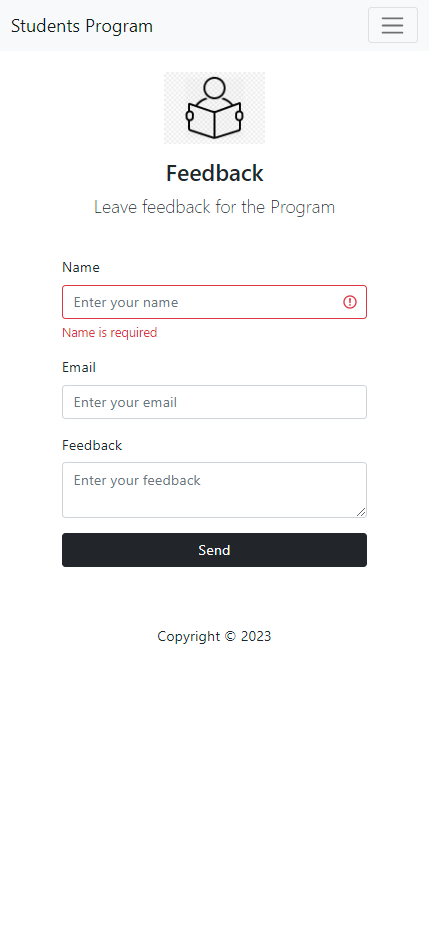 Students Program
Feedback
Leave feedback for the Program
Name
Enter your name
Name is required
Email
Enter your email
Feedback
Enter your feedback
Send
Copyright © 2023